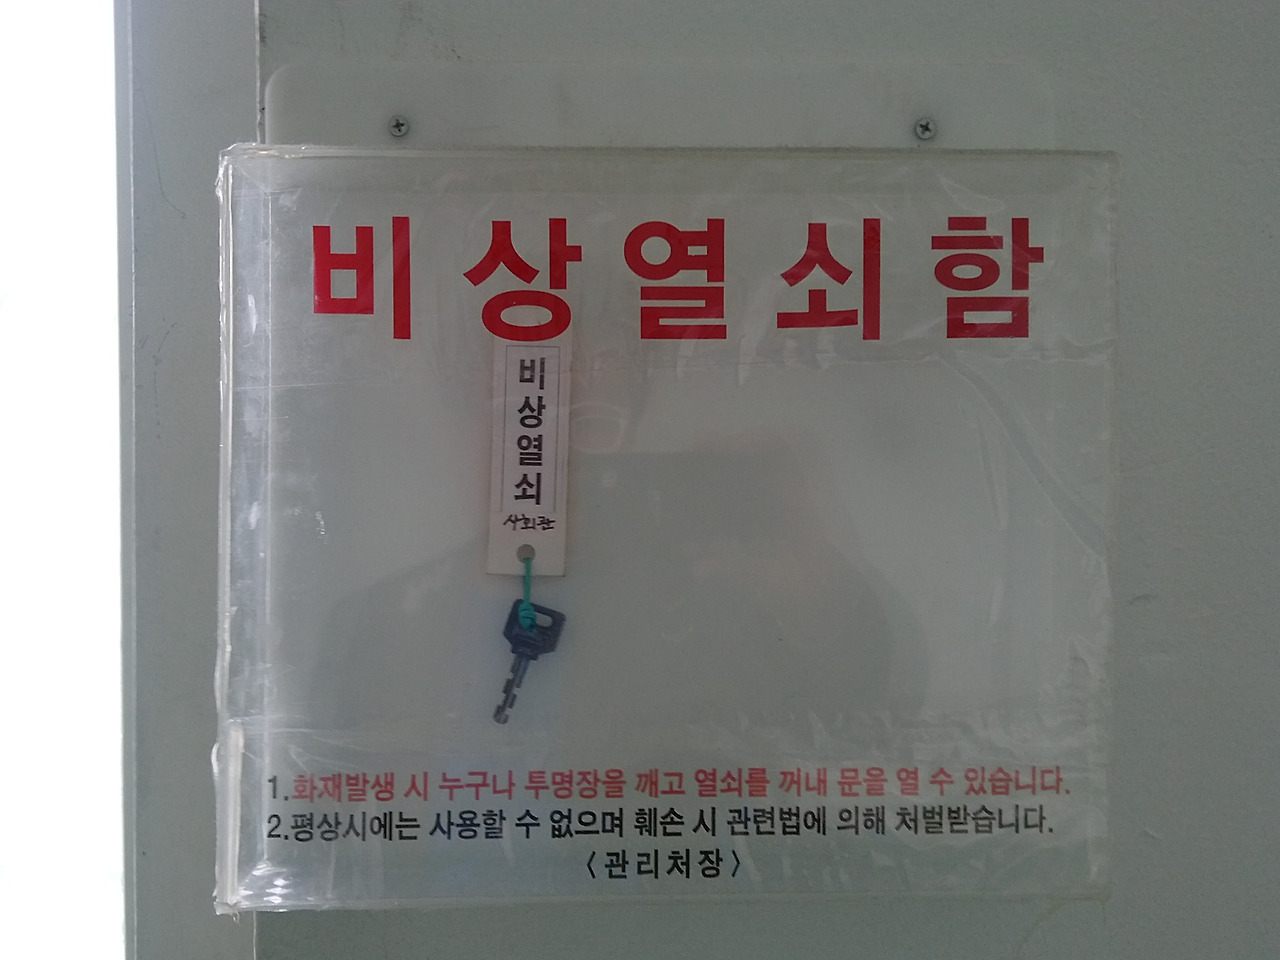 비상열쇠함
비상열쇠
사회관
1.화재발생 시 누구나 투명장을 깨고 열쇠를 꺼내 문을 열 수 있습니다.
2.평상시에는 사용할 수 없으며 훼손 시 관련법에 의해 처벌받습니다.
〈관리처장〉